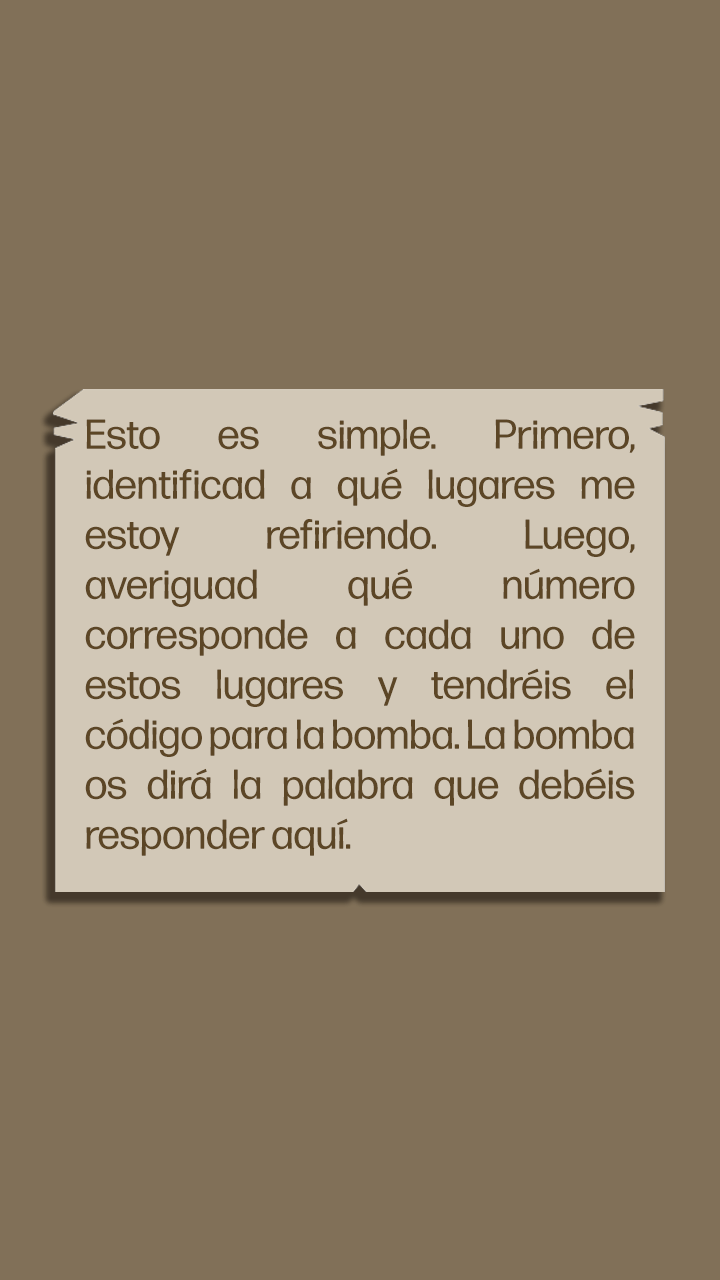 Esto es simple. Primero,
identificad a qué lugares me
estoy refiriendo. Luego,
averiguad qué número
corresponde a cada uno de
estos lugares y tendréis el
código para la bomba. La bomba
os dirá la palabra que debéis
responder aquí.